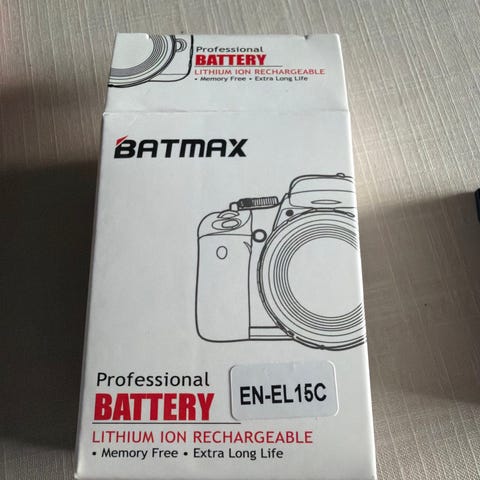 Professional
BATTERY
LITHIUM ION RECHARGEABLE
• Memory Free • Extra Long Life
BATMAX
Professional
BATTERY
EN-EL15C
LITHIUM ION RECHARGEABLE
• Memory Free • Extra Long Life